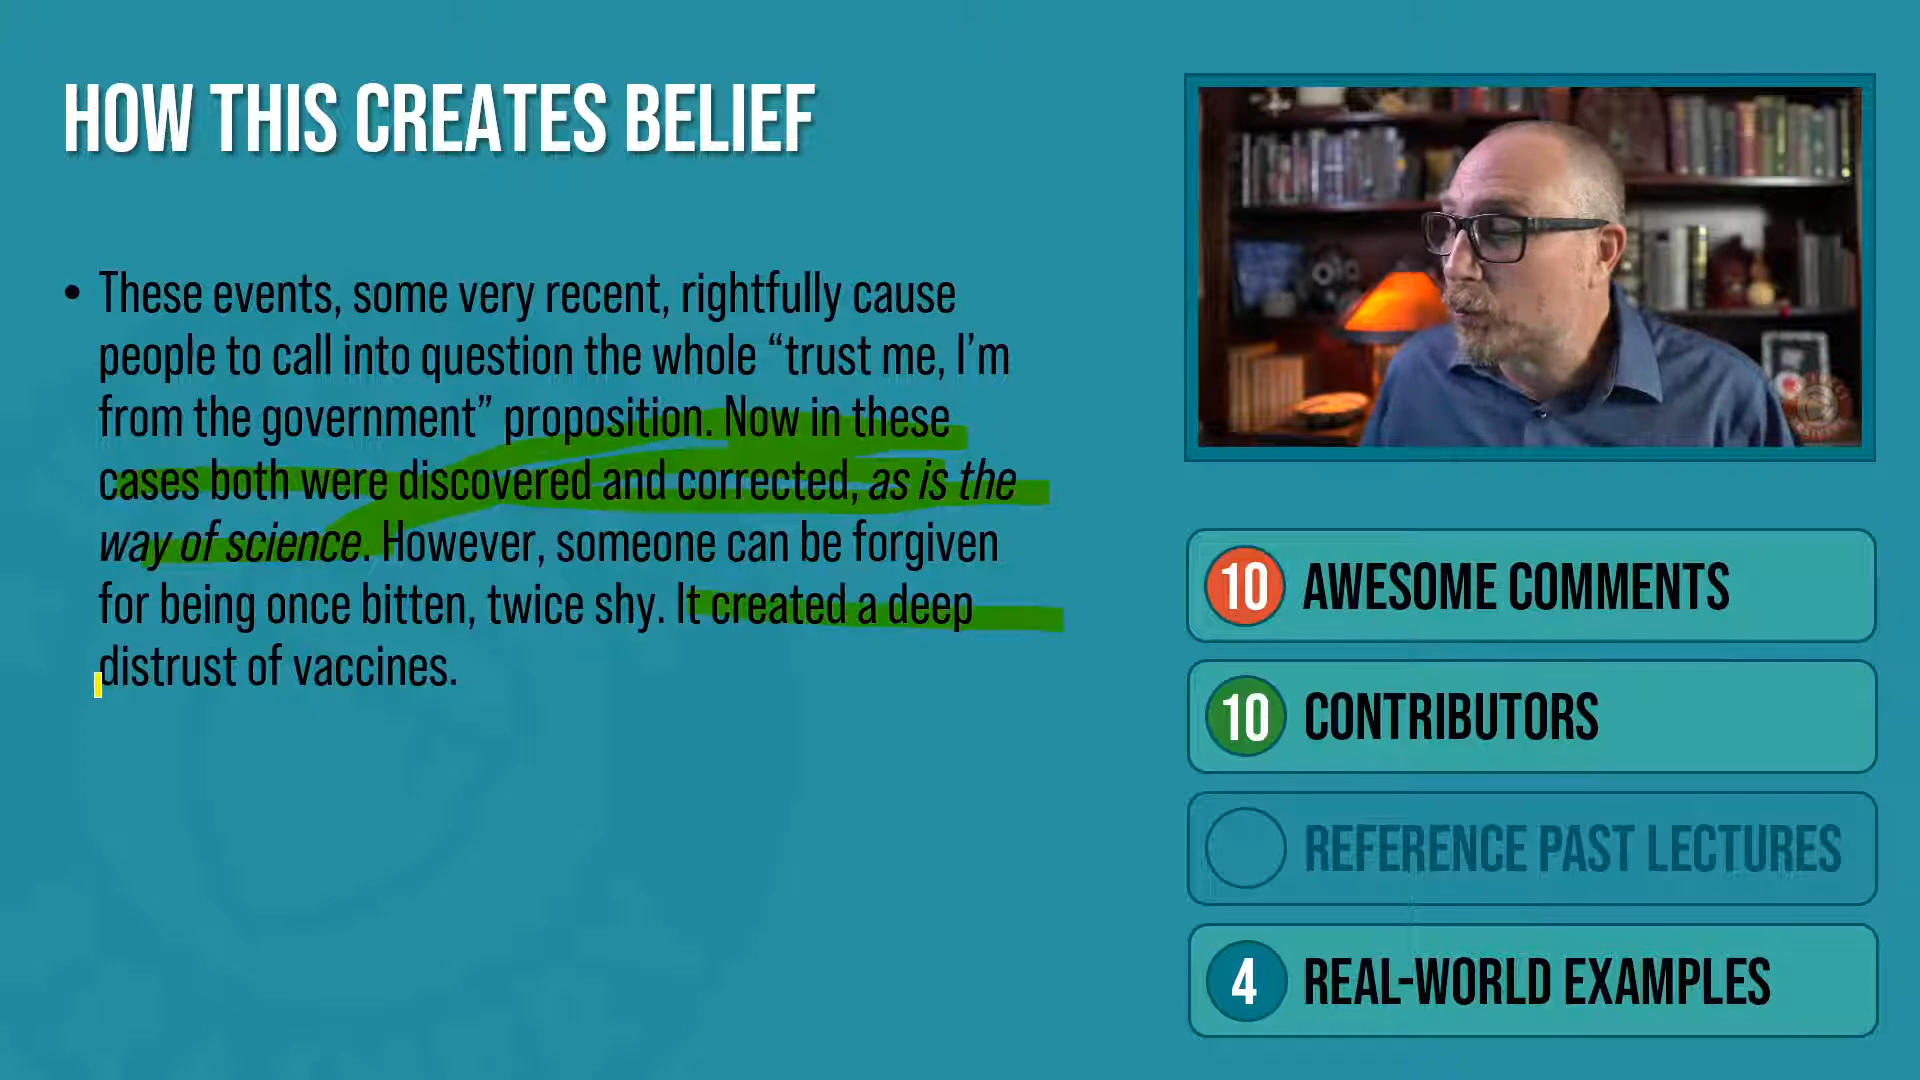 HOW THIS CREATES BELIEF
• These events, some very recent, rightfully cause
people to call into question the whole “trust me, I’m
from the government” proposition. Now in these
cases both were discovered and corrected, as is the
way of science. However, someone can be forgiven
for being once bitten, twice shy. It created a deep
distrust of vaccines.
10 AWESOME COMMENTS
10 CONTRIBUTORS
REFERENCE PAST LECTURES
4 REAL-WORLD EXAMPLES